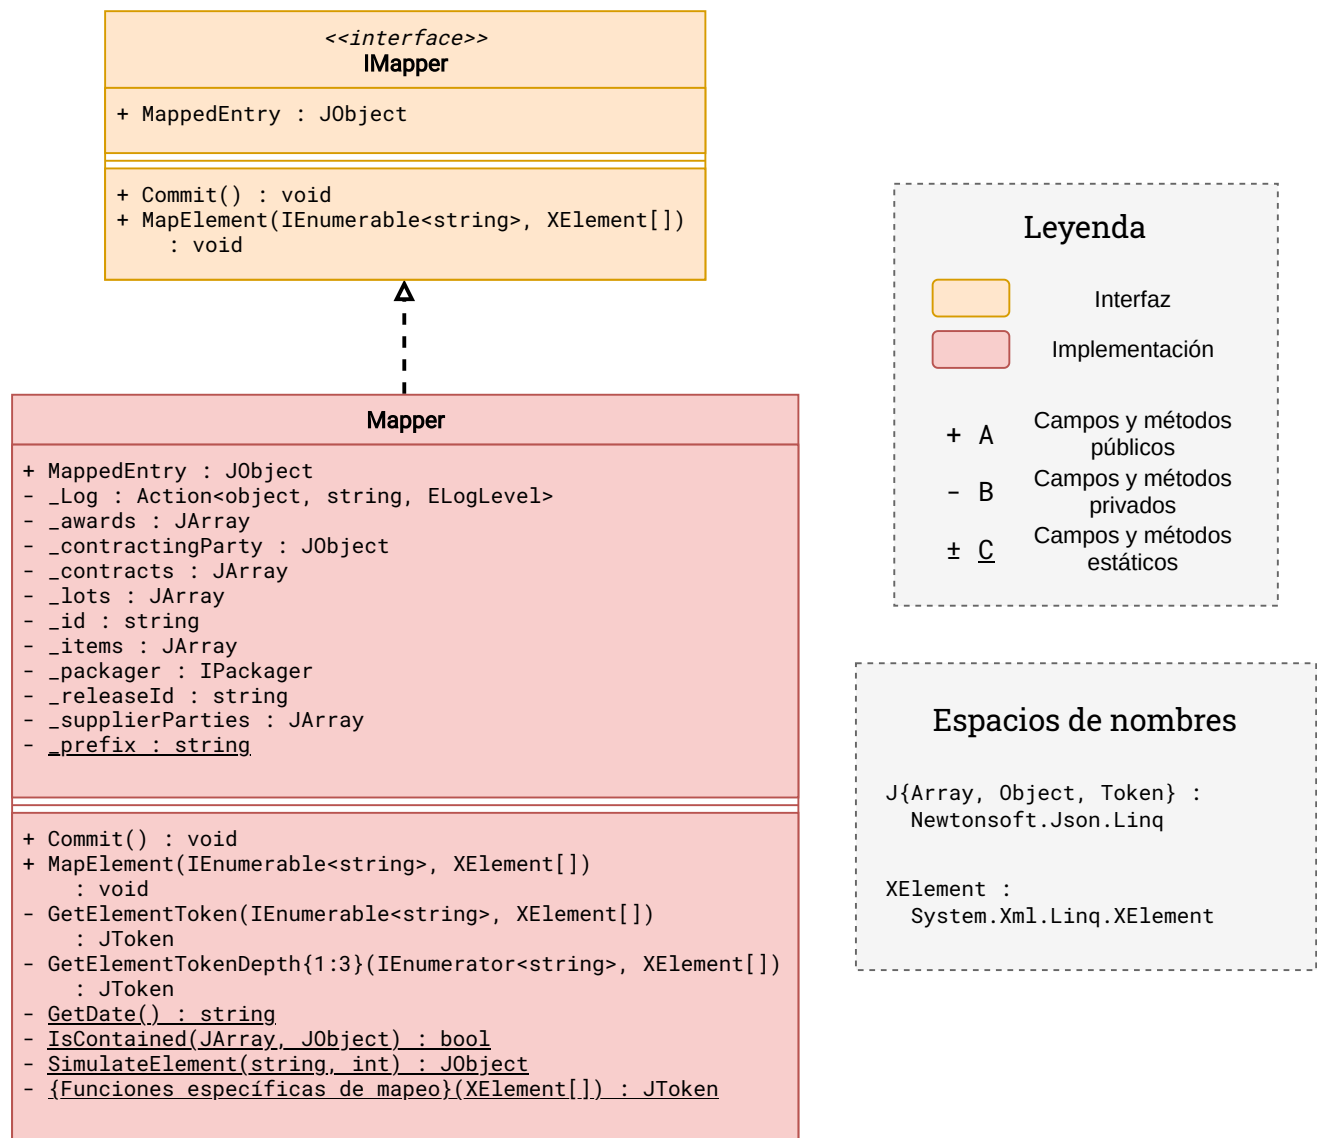 <<interface>>
IMapper
+ MappedEntry : JObject
+ Commit() : void
+ MapElement(IEnumerable<string>, XElement[])
: void
Mapper
+ MappedEntry : JObject
- _Log : Action<object, string, ELogLevel>
- _awards : JArray
- _contractingParty : JObject
- _contracts : JArray
- _lots : JArray
- _id : string
- _items : JArray
- _packager : IPackager
- _releaseId : string
- _supplierParties : JArray
- _prefix : string
+ Commit() : void
+ MapElement(IEnumerable<string>, XElement[])
: void
- GetElementToken(IEnumerable<string>, XElement[])
: JToken
- GetElementTokenDepth{1:3}(IEnumerator<string>, XElement[])
: JToken
- GetDate() : string
- IsContained(JArray, JObject) : bool
- SimulateElement(string, int) : JObject
- {Funciones específicas de mapeo}(XElement[]) : JToken
Leyenda
Interfaz
Implementación
+ A Campos y métodos
públicos
- B Campos y métodos
privados
± C Campos y métodos
estáticos
Espacios de nombres
J{Array, Object, Token} :
Newtonsoft.Json.Linq
XElement :
System.Xml.Linq.XElement